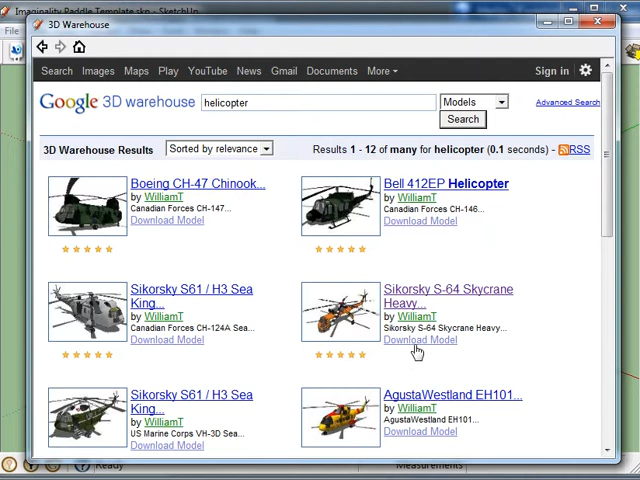 Imaginality Paddle Template.skp - SketchUp
3D Warehouse
File
Search Images Maps Play YouTube News Gmail Documents More Sign in
Google 3D warehouse helicopter Models Advanced Search
Search
3D Warehouse Results Sorted by relevance Results 1 - 12 of many for helicopter (0.1 seconds) - RSS
Boeing CH-47 Chinook...
by WilliamT
Canadian Forces CH-147...
Download Model
Bell 412EP Helicopter
by WilliamT
Canadian Forces CH-146...
Download Model
Sikorsky S61 / H3 Sea
King...
by WilliamT
Canadian Forces CH-124A Sea...
Download Model
Sikorsky S-64 Skycrane
Heavy...
by WilliamT
Sikorsky S-64 Skycrane Heavy...
Download Model
Sikorsky S61 / H3 Sea
King...
by WilliamT
US Marine Corps VH-3D Sea...
Download Model
AgustaWestland EH101...
by WilliamT
AgustaWestland EH101...
Download Model
Ready
Measurements